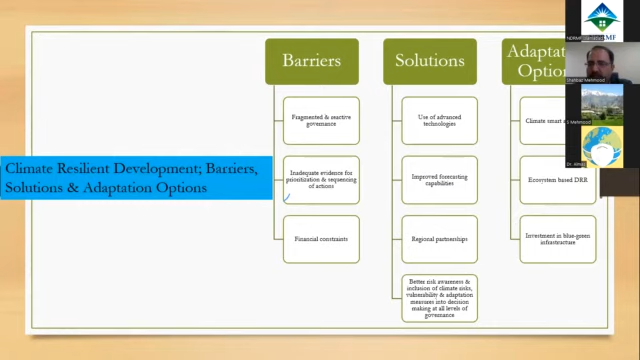 Climate Resilient Development; Barriers,
Solutions & Adaptation Options
Barriers
Fragmented & reactive
governance
Inadequate evidence for
prioritization & sequencing
of actions
Financial constraints
Solutions
Use of advanced
technologies
Improved forecasting
capabilities
Regional partnerships
Better risk awareness &
inclusion of climate risks,
vulnerability & adaptation
measures into decision
making at all levels of
governance
Climate smart
Ecosystem based DRR
Investment in blue-green
infrastructure
Shahbaz Mehmood
S Mehmood